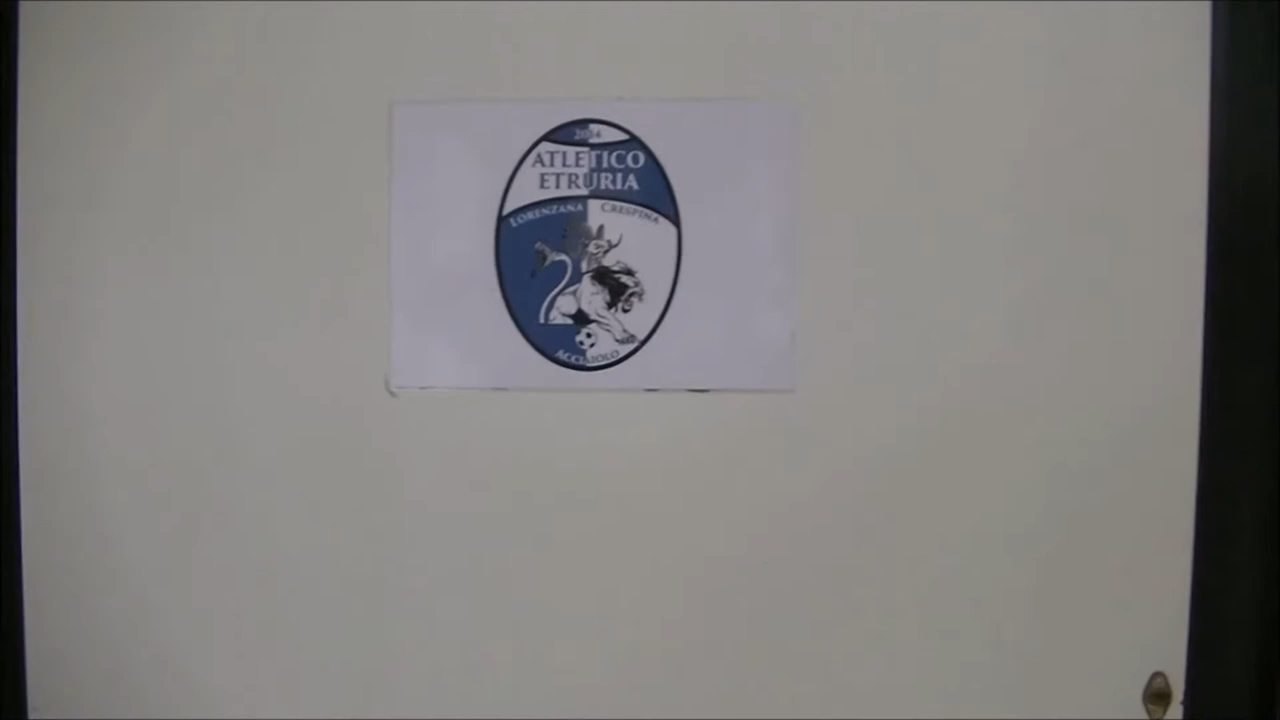 2014
ATLETICO
ETRURIA
LORENZANA CRESPINA
ACCIAIOLO